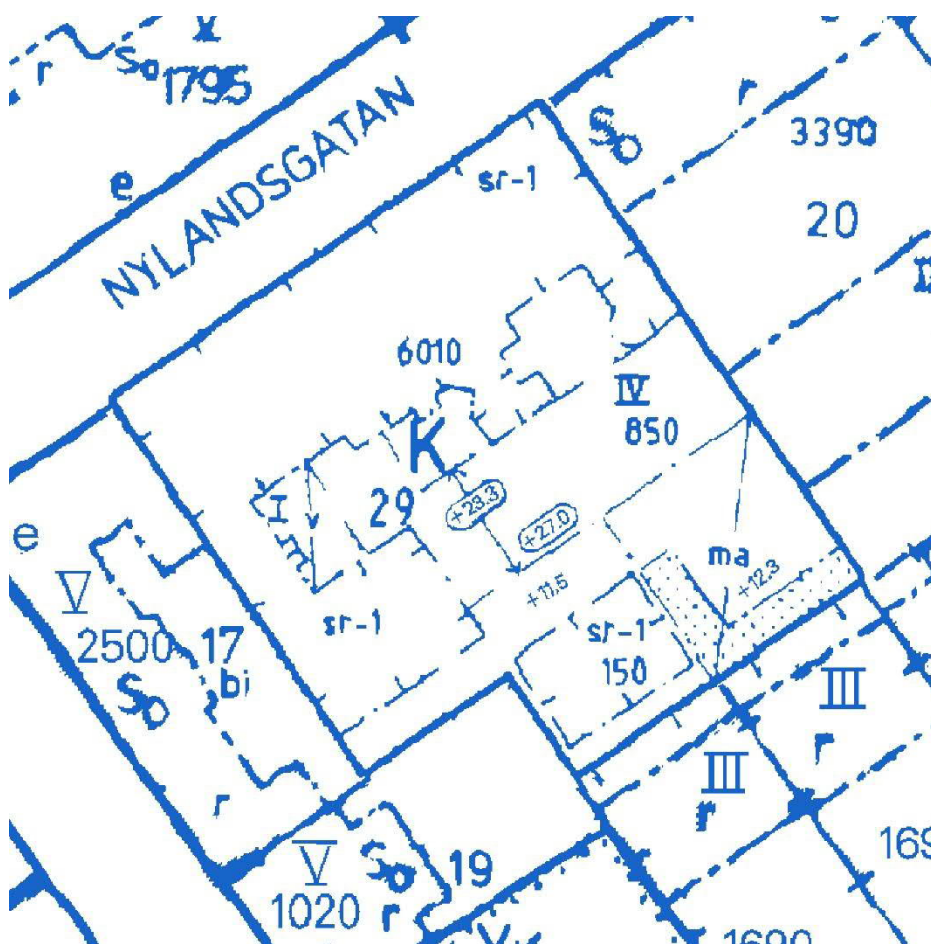 V
r
So
1795
e
NYLANDSGATAN
So
r
3390
20
sr-1
6010
IV
850
K
29
I
m
+23.3
+27.0
+11.5
ma
+12.3
sr-1
sr-1
150
e
V
2500
17
So
bi
r
III
r
III
r
V
1020
So
r
19
169
1690